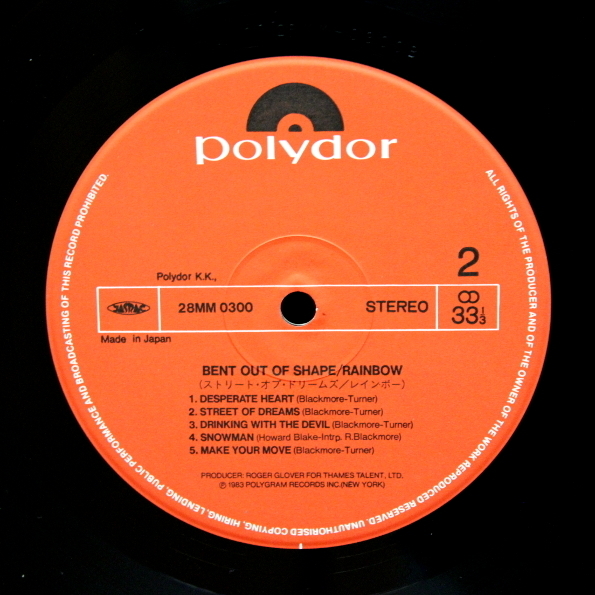 polydor
2
Polydor K.K.,
JASRAC
28MM 0300
STEREO
33 1/3
Made in Japan
BENT OUT OF SHAPE/RAINBOW
(ストリート・オブ・ドリームズ/レインボー)
1. DESPERATE HEART (Blackmore-Turner)
2. STREET OF DREAMS (Blackmore-Turner)
3. DRINKING WITH THE DEVIL (Blackmore-Turner)
4. SNOWMAN (Howard Blake-Intrp. R.Blackmore)
5. MAKE YOUR MOVE (Blackmore-Turner)
PRODUCER: ROGER GLOVER FOR THAMES TALENT, LTD.
Ⓟ 1983 POLYGRAM RECORDS INC.(NEW YORK)
ALL RIGHTS OF THE PRODUCER AND OF THE OWNER OF THE WORK REPRODUCED RESERVED. UNAUTHORISED COPYING, HIRING, LENDING, PUBLIC PERFORMANCE AND BROADCASTING OF THIS RECORD PROHIBITED.